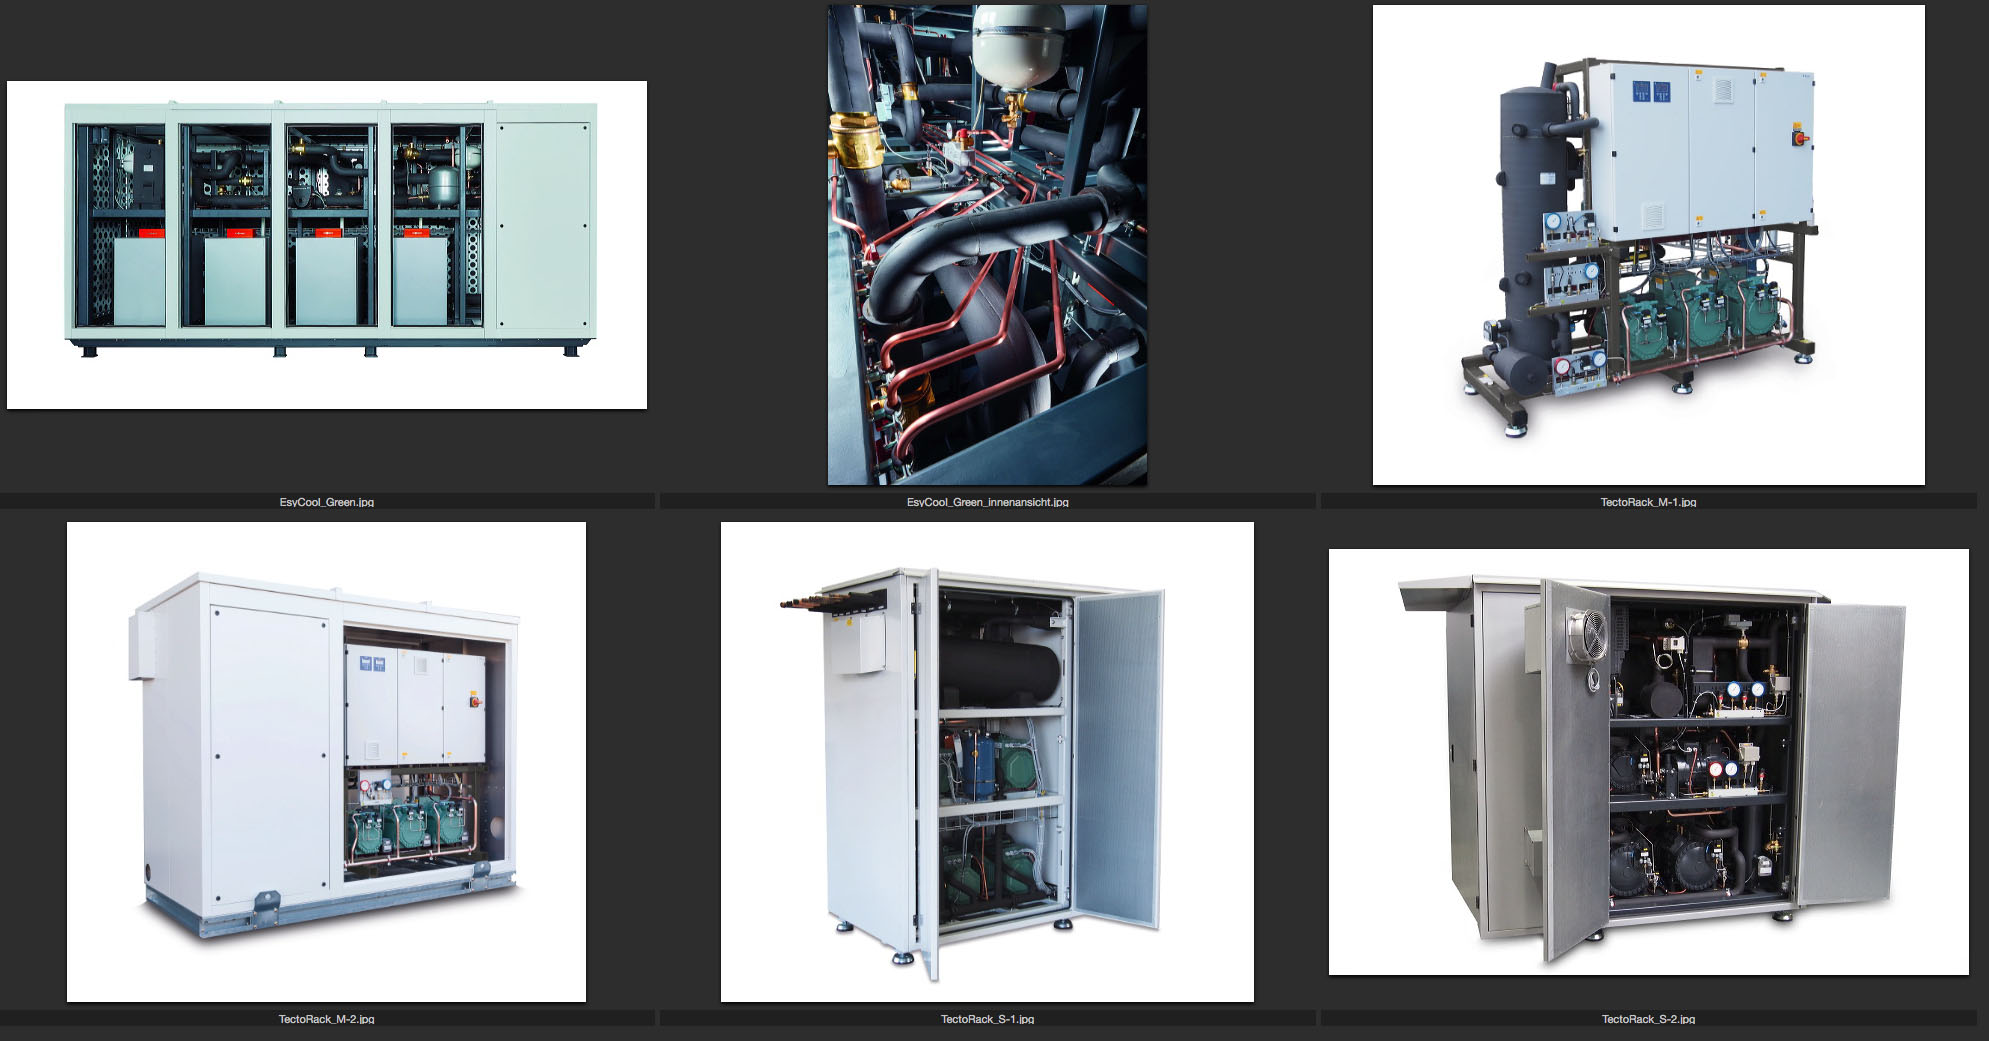 EsyCool_Green.jpg
EsyCool_Green_innenansicht.jpg
TectoRack_M-1.jpg
TectoRack_M-2.jpg
TectoRack_S-1.jpg
TectoRack_S-2.jpg